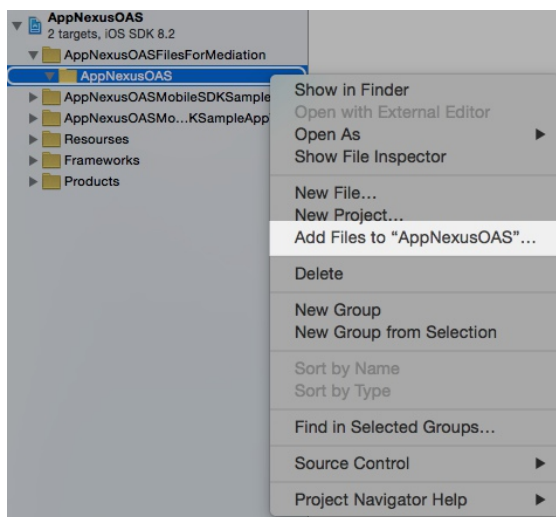 AppNexusOAS
2 targets, iOS SDK 8.2
AppNexusOASFilesForMediation
AppNexusOAS
AppNexusOASMobileSDKSample
AppNexusOASMo...KSampleApp
Resourses
Frameworks
Products
Show in Finder
Open with External Editor
Open As
Show File Inspector
New File...
New Project...
Add Files to “AppNexusOAS”...
Delete
New Group
New Group from Selection
Sort by Name
Sort by Type
Find in Selected Groups...
Source Control
Project Navigator Help